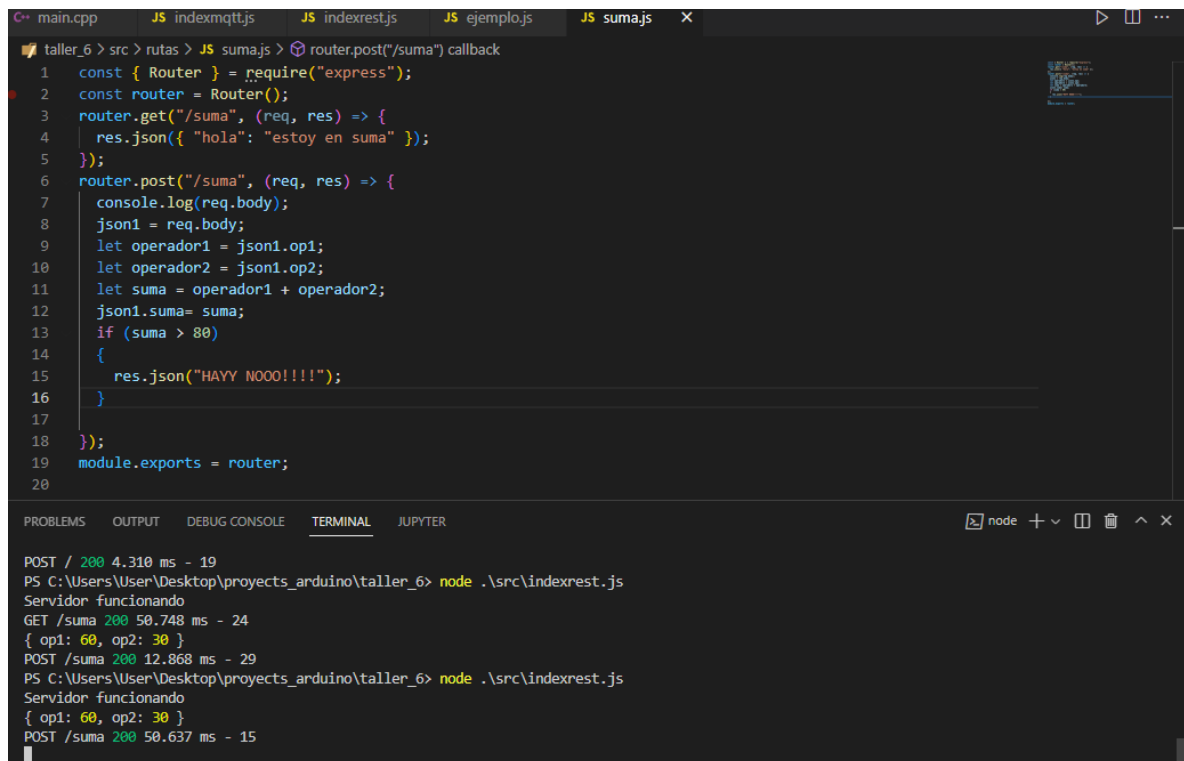 C++ main.cpp JS indexmqtt.js JS indexrest.js JS ejemplo.js JS suma.js
taller_6 > src > rutas > JS suma.js > router.post("/suma") callback
1 const { Router } = require("express");
2 const router = Router();
3 router.get("/suma", (req, res) => {
4 res.json({ "hola": "estoy en suma" });
5 });
6 router.post("/suma", (req, res) => {
7 console.log(req.body);
8 json1 = req.body;
9 let operador1 = json1.op1;
10 let operador2 = json1.op2;
11 let suma = operador1 + operador2;
12 json1.suma= suma;
13 if (suma > 80)
14 {
15 res.json("HAYY NOOO!!!!");
16 }
17
18 });
19 module.exports = router;
20
PROBLEMS OUTPUT DEBUG CONSOLE TERMINAL JUPYTER node
POST / 200 4.310 ms - 19
PS C:\Users\User\Desktop\proyects_arduino\taller_6> node .\src\indexrest.js
Servidor funcionando
GET /suma 200 50.748 ms - 24
{ op1: 60, op2: 30 }
POST /suma 200 12.868 ms - 29
PS C:\Users\User\Desktop\proyects_arduino\taller_6> node .\src\indexrest.js
Servidor funcionando
{ op1: 60, op2: 30 }
POST /suma 200 50.637 ms - 15